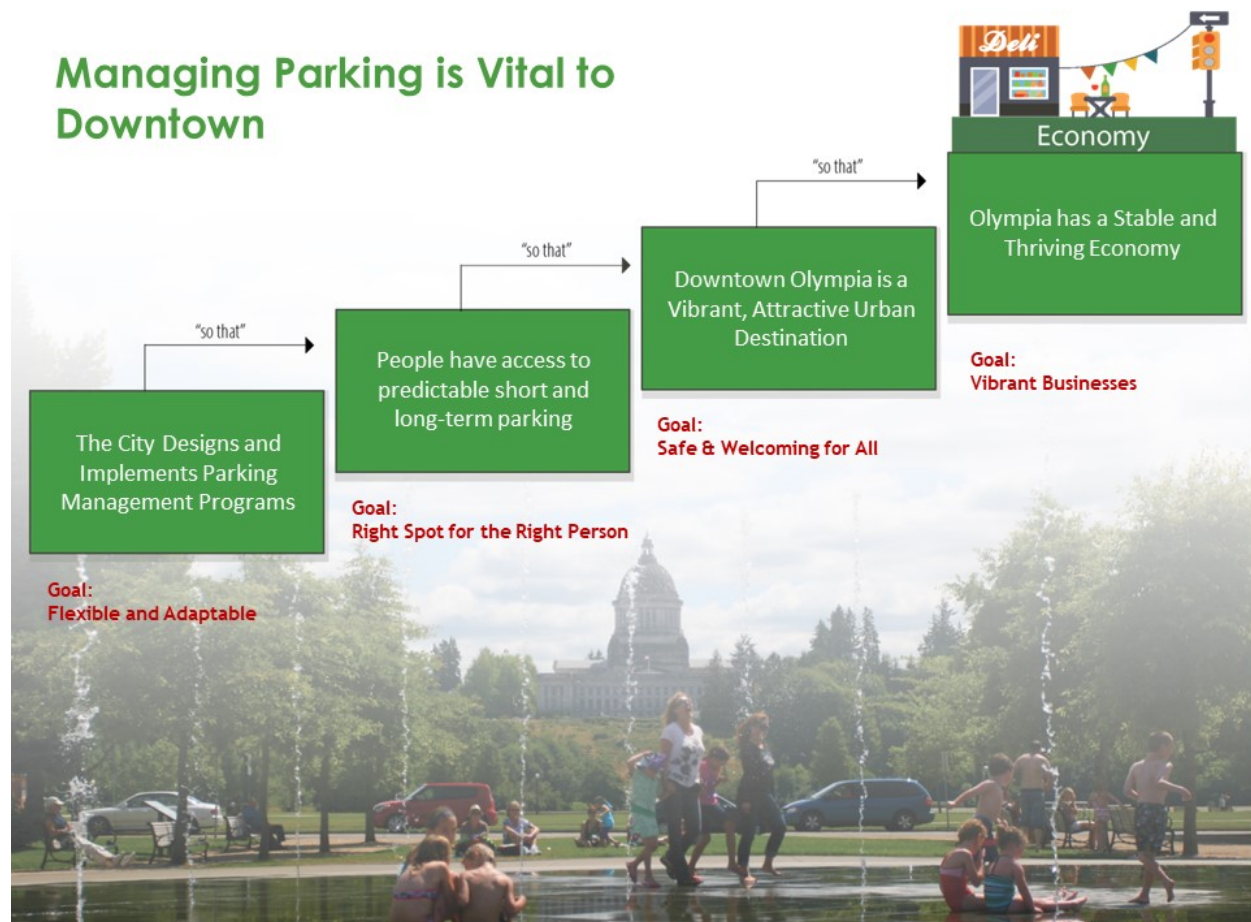 Managing Parking is Vital to
Downtown
Deli
Economy
"so that"
Olympia has a Stable and
Thriving Economy
Goal:
Vibrant Businesses
"so that"
Downtown Olympia is a
Vibrant, Attractive Urban
Destination
Goal:
Safe & Welcoming for All
"so that"
People have access to
predictable short and
long-term parking
Goal:
Right Spot for the Right Person
The City Designs and
Implements Parking
Management Programs
Goal:
Flexible and Adaptable